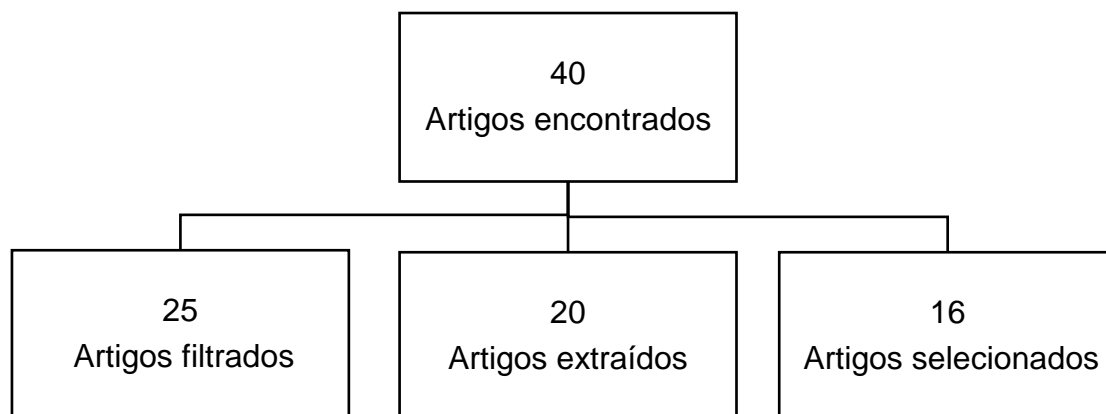 40
Artigos encontrados
25
Artigos filtrados
20
Artigos extraídos
16
Artigos selecionados